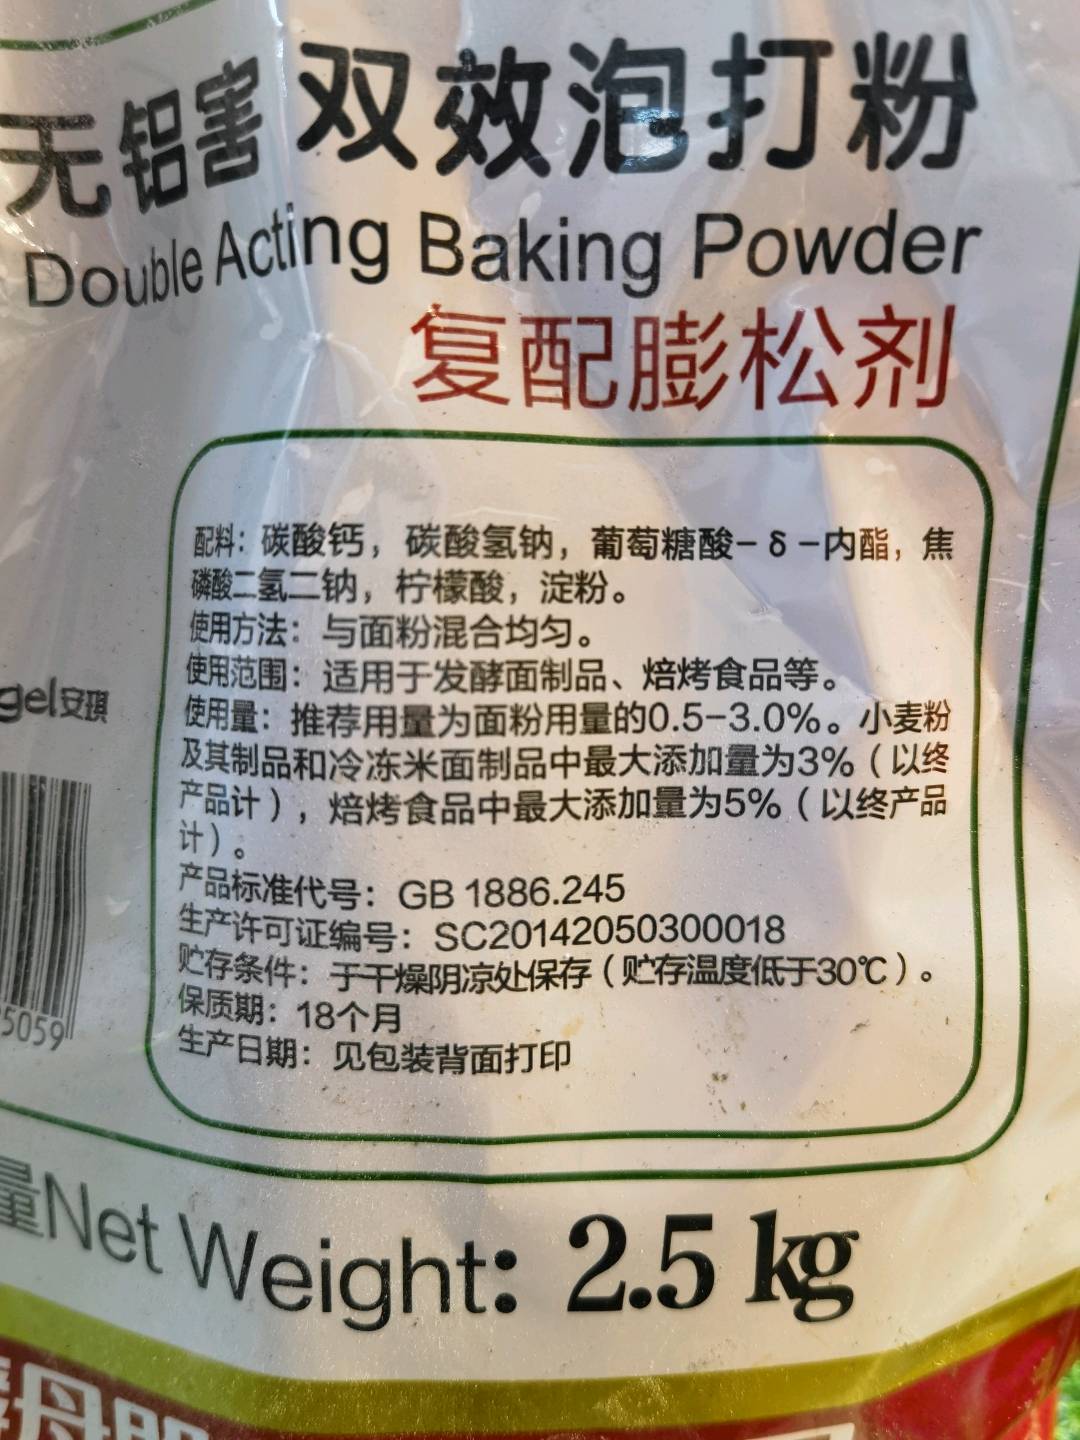 无铝害双效泡打粉
Double Acting Baking Powder
复配膨松剂
配料：碳酸钙，碳酸氢钠，葡萄糖酸-δ-内酯，焦
磷酸二氢二钠，柠檬酸，淀粉。
使用方法：与面粉混合均匀。
使用范围：适用于发酵面制品、焙烤食品等。
使用量：推荐用量为面粉用量的0.5-3.0%。小麦粉
及其制品和冷冻米面制品中最大添加量为3%（以终
产品计），焙烤食品中最大添加量为5%（以终产品
计）。
产品标准代号：GB 1886.245
生产许可证编号：SC20142050300018
贮存条件：于干燥阴凉处保存（贮存温度低于30℃）。
保质期：18个月
生产日期：见包装背面打印
gel安琪
5059
量Net Weight: 2.5 kg